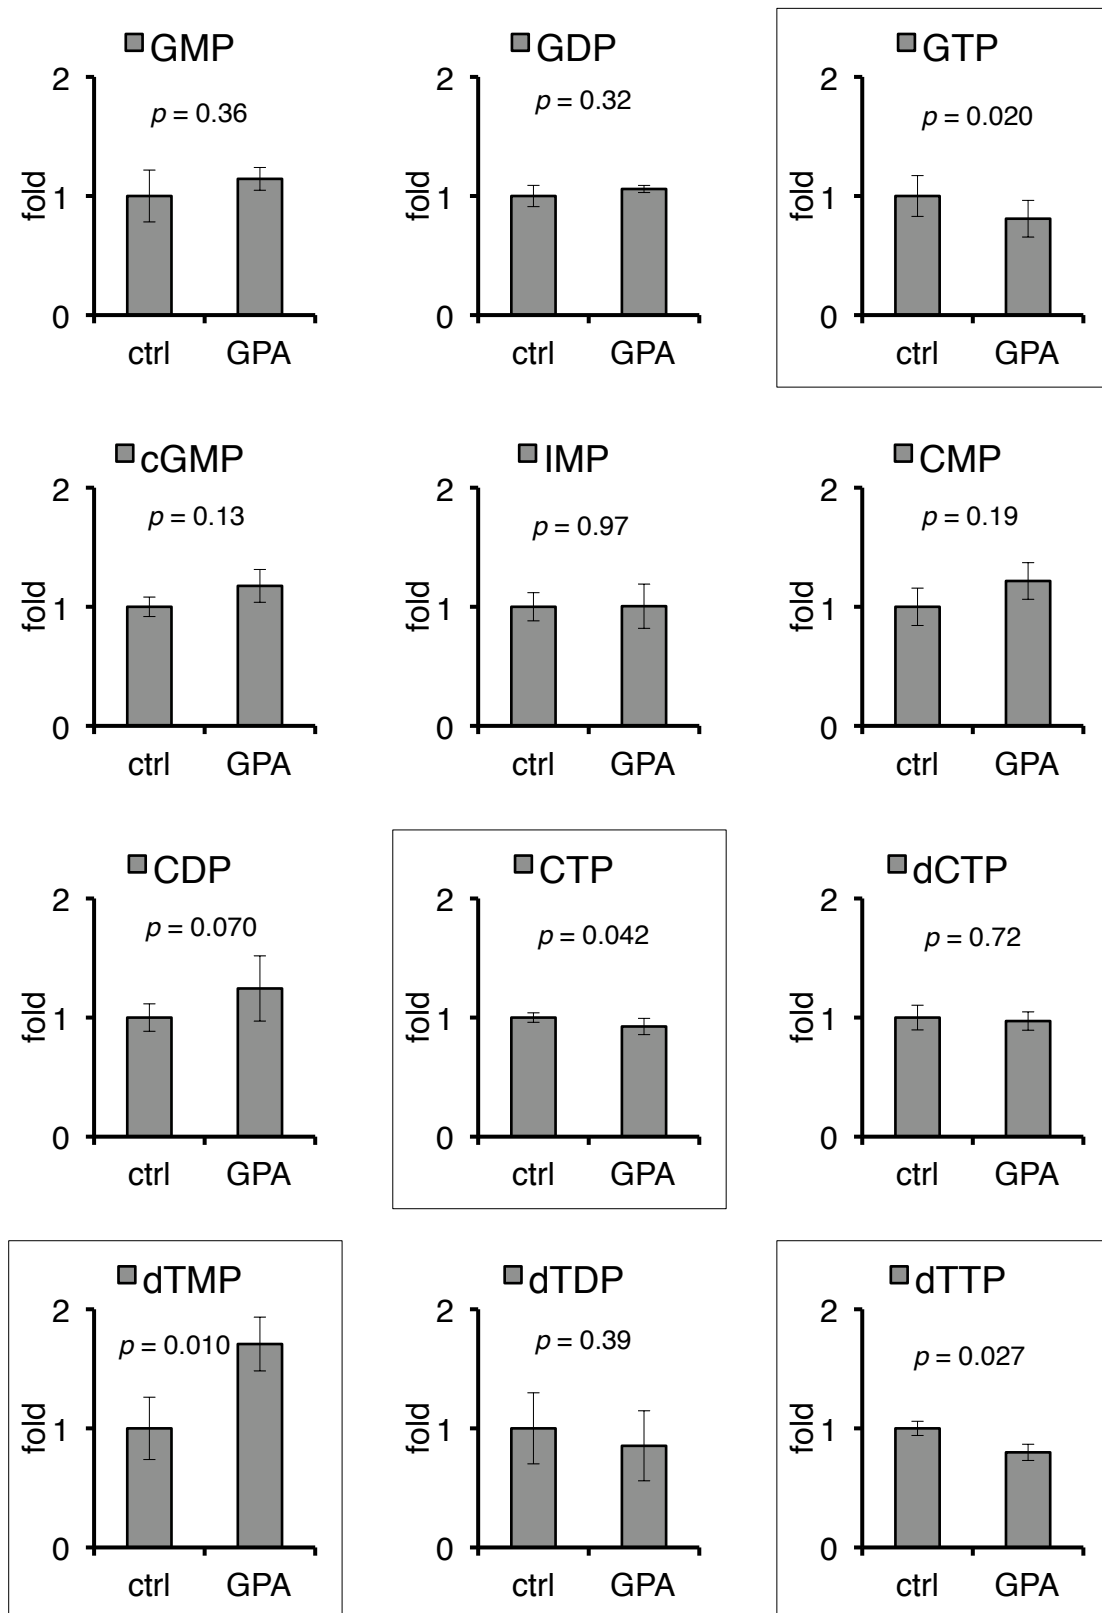 GMP
2
p = 0.36
fold
1
0
ctrl GPA
GDP
2
p = 0.32
fold
1
0
ctrl GPA
GTP
2
p = 0.020
fold
1
0
ctrl GPA
cGMP
2
p = 0.13
fold
1
0
ctrl GPA
IMP
2
p = 0.97
fold
1
0
ctrl GPA
CMP
2
p = 0.19
fold
1
0
ctrl GPA
CDP
2
p = 0.070
fold
1
0
ctrl GPA
CTP
2
p = 0.042
fold
1
0
ctrl GPA
dCTP
2
p = 0.72
fold
1
0
ctrl GPA
dTMP
2
p = 0.010
fold
1
0
ctrl GPA
dTDP
2
p = 0.39
fold
1
0
ctrl GPA
dTTP
2
p = 0.027
fold
1
0
ctrl GPA